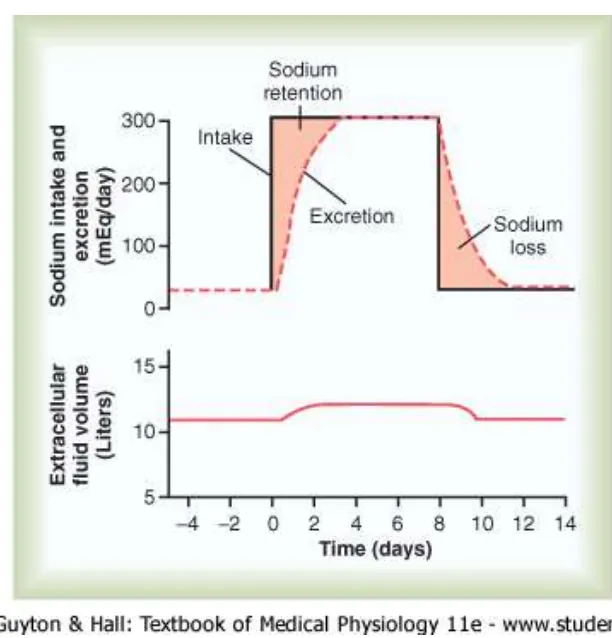 Sodium
retention
Sodium intake and
excretion
(mEq/day)
300
200
100
0
Intake
Excretion
Sodium
loss
Extracellular
fluid volume
(Liters)
15
10
5
–4 –2 0 2 4 6 8 10 12 14
Time (days)
Guyton & Hall: Textbook of Medical Physiology 11e - www.studen